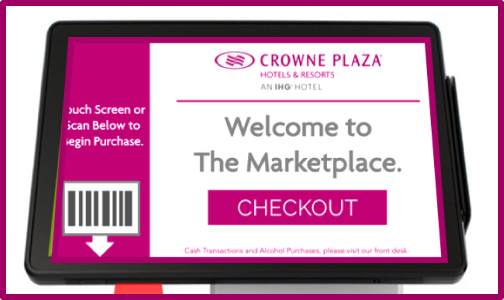 CROWNE PLAZA
HOTELS & RESORTS
AN IHG® HOTEL
ouch Screen or
Scan Below to
Begin Purchase.
Welcome to
The Marketplace.
CHECKOUT
Cash Transactions and Alcohol Purchases, please visit our front desk.